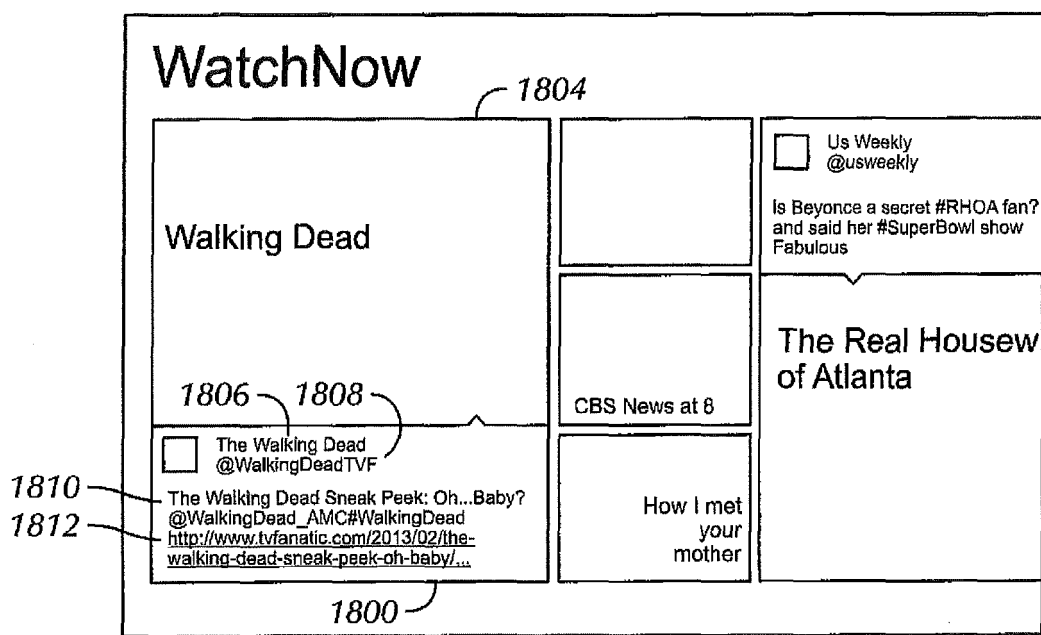 WatchNow
1804
Walking Dead
1806
1808
The Walking Dead
@WalkingDeadTVF
1810
The Walking Dead Sneak Peek: Oh...Baby?
@WalkingDead_AMC#WalkingDead
1812
http://www.tvfanatic.com/2013/02/the-
walking-dead-sneak-peek-oh-baby/...
1800
CBS News at 8
How I met
your
mother
Us Weekly
@usweekly
Is Beyonce a secret #RHOA fan?
and said her #SuperBowl show
Fabulous
The Real Housew
of Atlanta